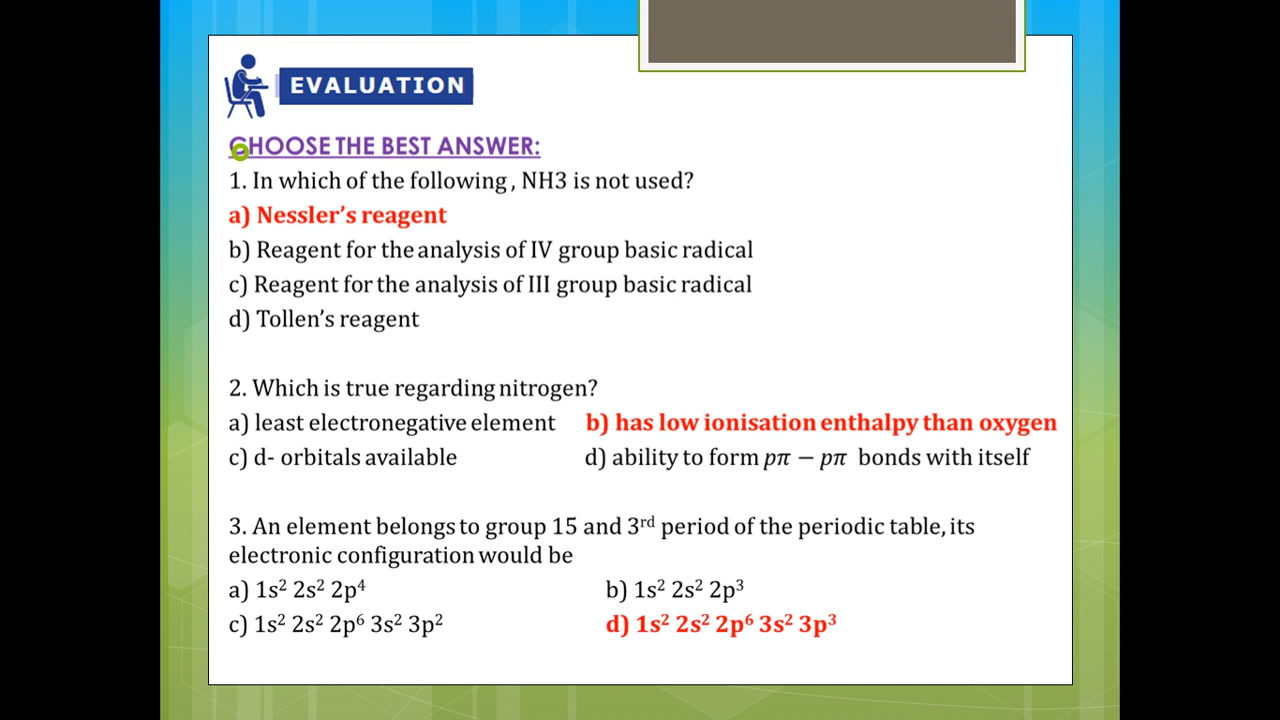 EVALUATION
CHOOSE THE BEST ANSWER:
1. In which of the following , NH3 is not used?
a) Nessler's reagent
b) Reagent for the analysis of IV group basic radical
c) Reagent for the analysis of III group basic radical
d) Tollen's reagent
2. Which is true regarding nitrogen?
a) least electronegative element b) has low ionisation enthalpy than oxygen
c) d- orbitals available d) ability to form pπ − pπ bonds with itself
3. An element belongs to group 15 and 3rd period of the periodic table, its
electronic configuration would be
a) 1s² 2s² 2p⁴ b) 1s² 2s² 2p³
c) 1s² 2s² 2p⁶ 3s² 3p² d) 1s² 2s² 2p⁶ 3s² 3p³